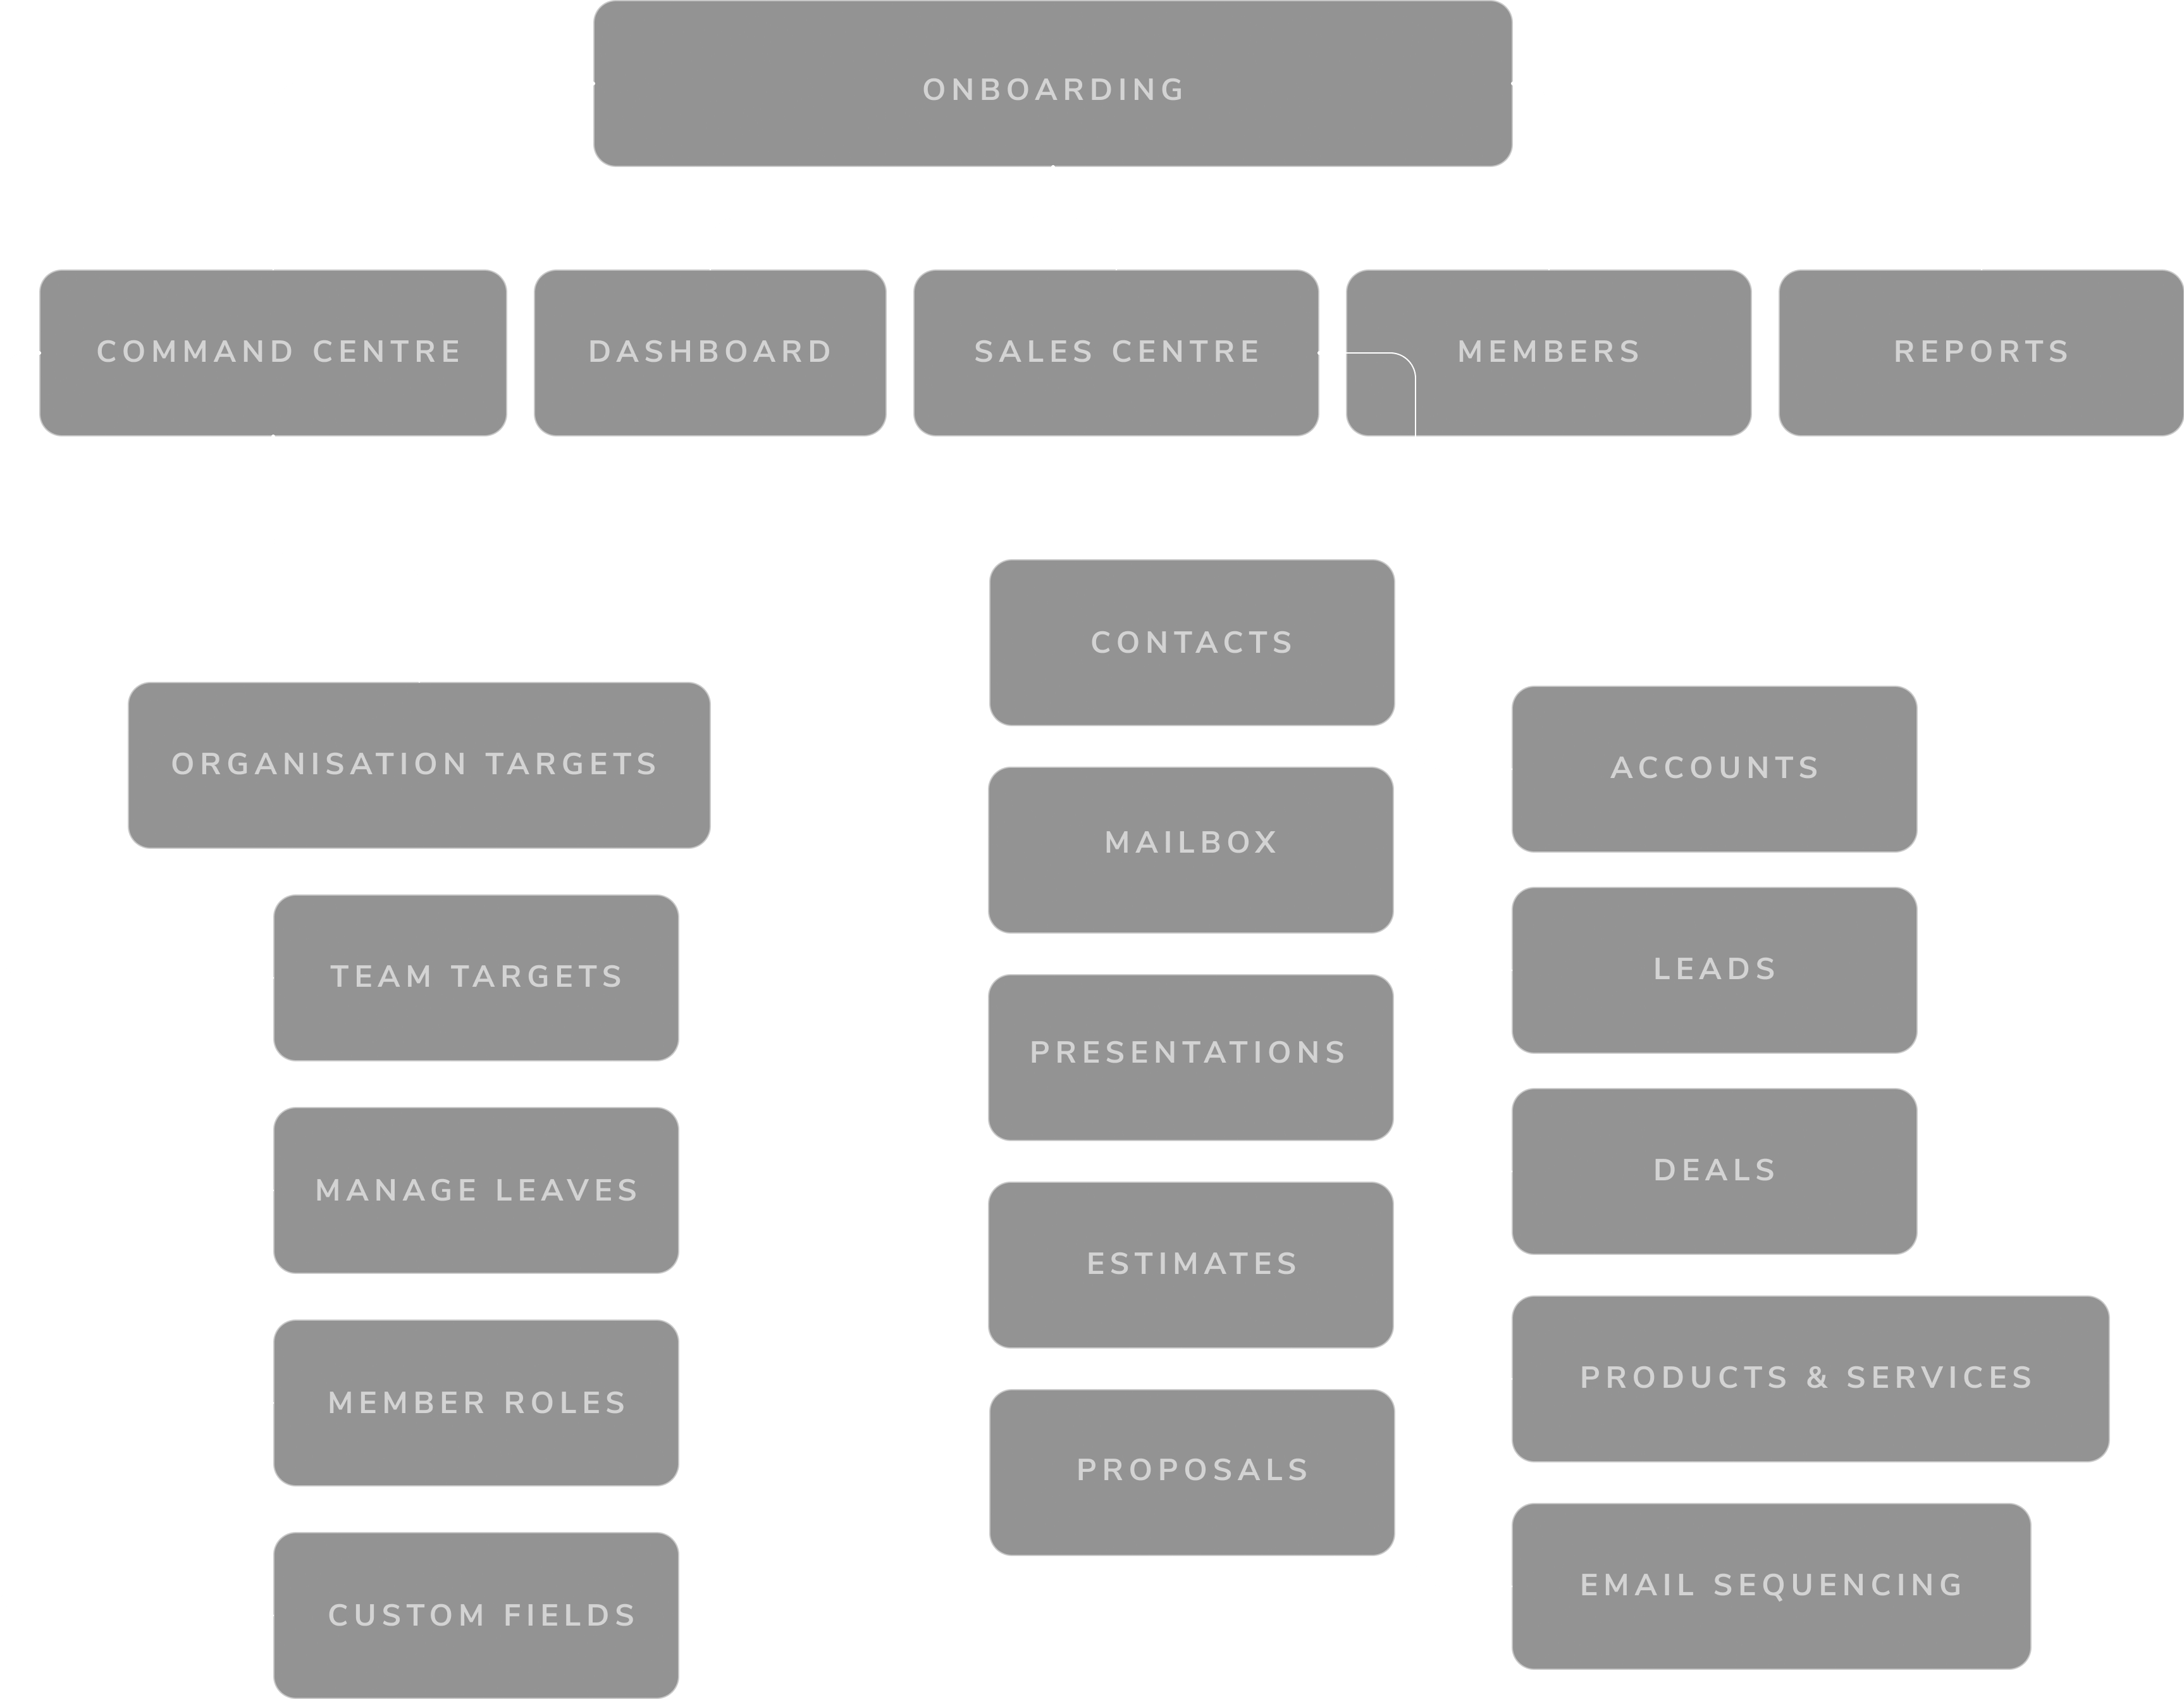 ONBOARDING
COMMAND CENTRE
DASHBOARD
SALES CENTRE
MEMBERS
REPORTS
ORGANISATION TARGETS
TEAM TARGETS
MANAGE LEAVES
MEMBER ROLES
CUSTOM FIELDS
CONTACTS
MAILBOX
PRESENTATIONS
ESTIMATES
PROPOSALS
ACCOUNTS
LEADS
DEALS
PRODUCTS & SERVICES
EMAIL SEQUENCING